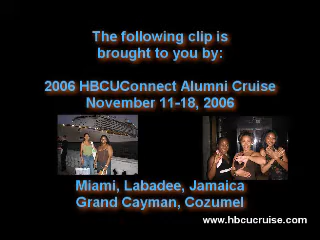 The following clip is
brought to you by:
2006 HBCUConnect Alumni Cruise
November 11-18, 2006
Miami, Labadee, Jamaica
Grand Cayman, Cozumel
www.hbcucruise.com